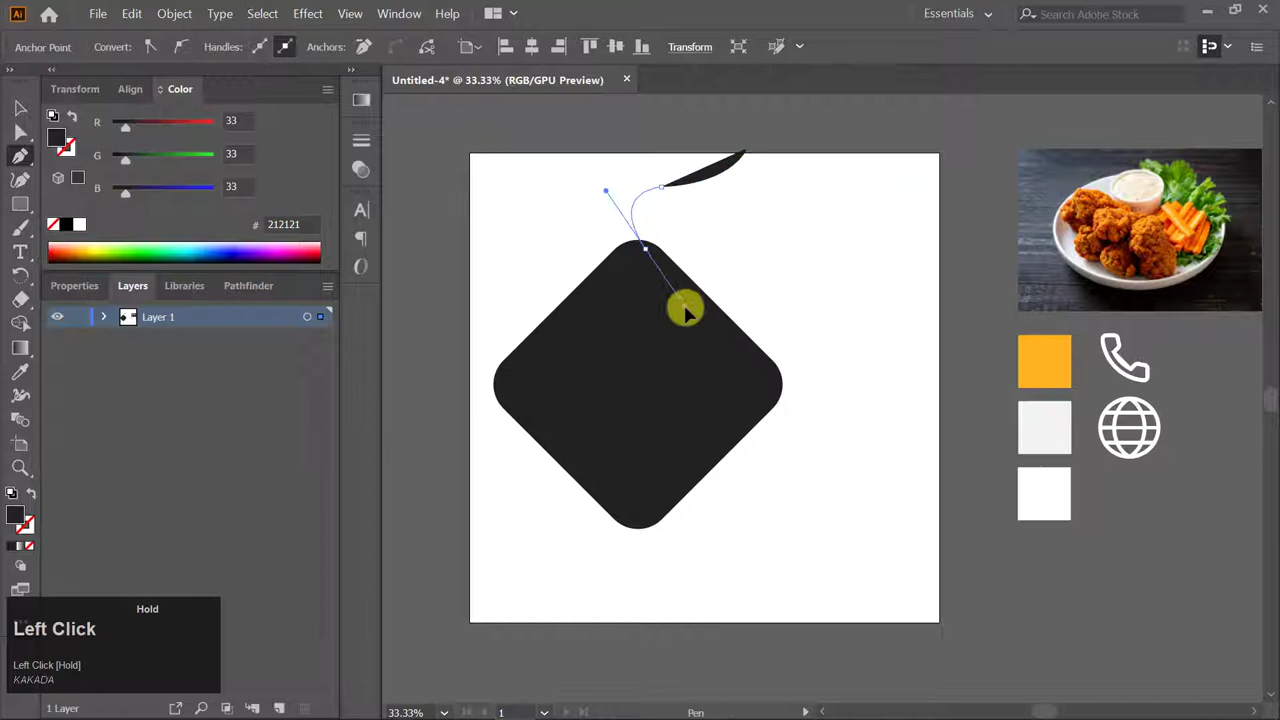 Ai File Edit Object Type Select Effect View Window Help Essentials Search Adobe Stock
Anchor Point Convert: Handles: Anchors: Transform
Transform Align Color
Untitled-4* @ 33.33% (RGB/GPU Preview)
R 33
G 33
B 33
# 212121
Properties Layers Libraries Pathfinder
Layer 1
Hold
Left Click
Left Click [Hold]
KAKADA
1 Layer
33.33% 1 Pen